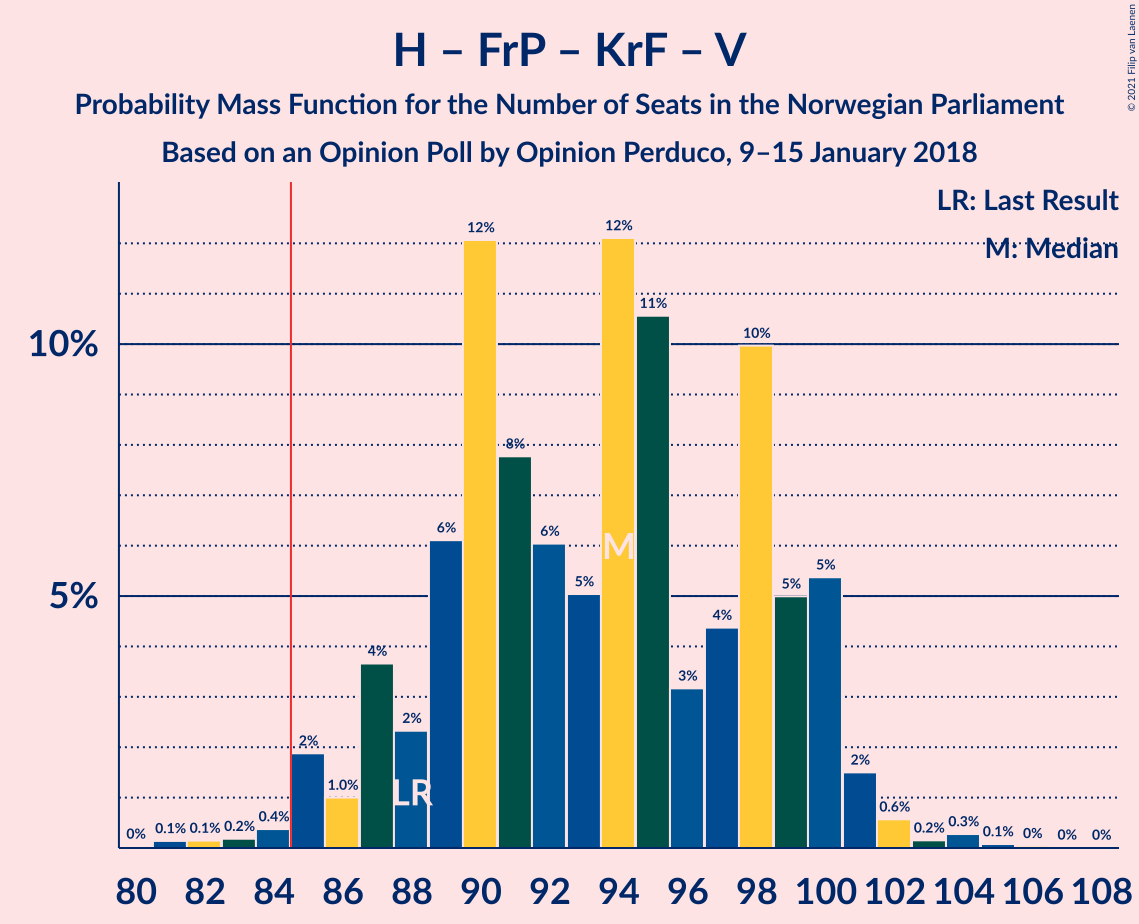 H – FrP – KrF – V
Probability Mass Function for the Number of Seats in the Norwegian Parliament
Based on an Opinion Poll by Opinion Perduco, 9–15 January 2018
© 2021 Filip van Laenen
LR: Last Result
M: Median
10%
5%
0% 0.1% 0.1% 0.2% 0.4% 2% 1.0% 4% 2% 6% 12% 8% 6% 5% 12% 11% 3% 4% 10% 5% 5% 2% 0.6% 0.2% 0.3% 0.1% 0% 0% 0%
LR
M
80 82 84 86 88 90 92 94 96 98 100 102 104 106 108